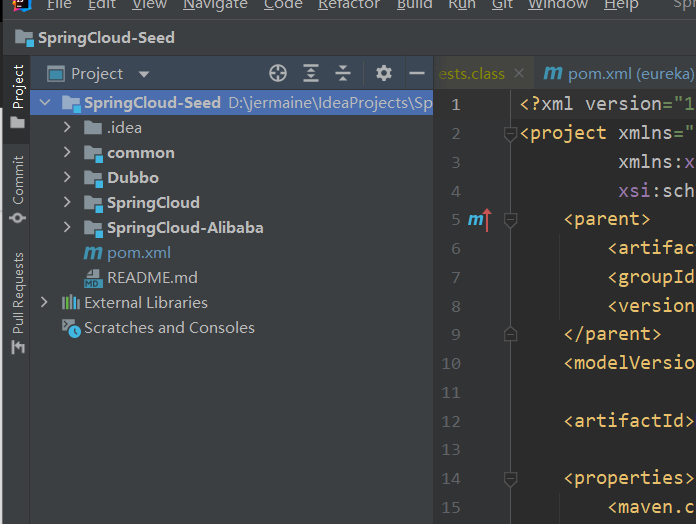 File Edit View Navigate Code Refactor Build Run Git Window Help
SpringCloud-Seed
Project
Commit
Pull Requests
Project
SpringCloud-Seed D:\jermaine\IdeaProjects\Sp
.idea
common
Dubbo
SpringCloud
SpringCloud-Alibaba
pom.xml
MD README.md
External Libraries
Scratches and Consoles
ests.class
m pom.xml (eureka)
1 <?xml version="1
2 <project xmlns="
3 xmlns:x
4 xsi:sch
5 <parent>
6 <artifac
7 <groupId
8 <version
9 </parent>
10 <modelVersio
11
12 <artifactId>
13
14 <properties>
15 <maven.c